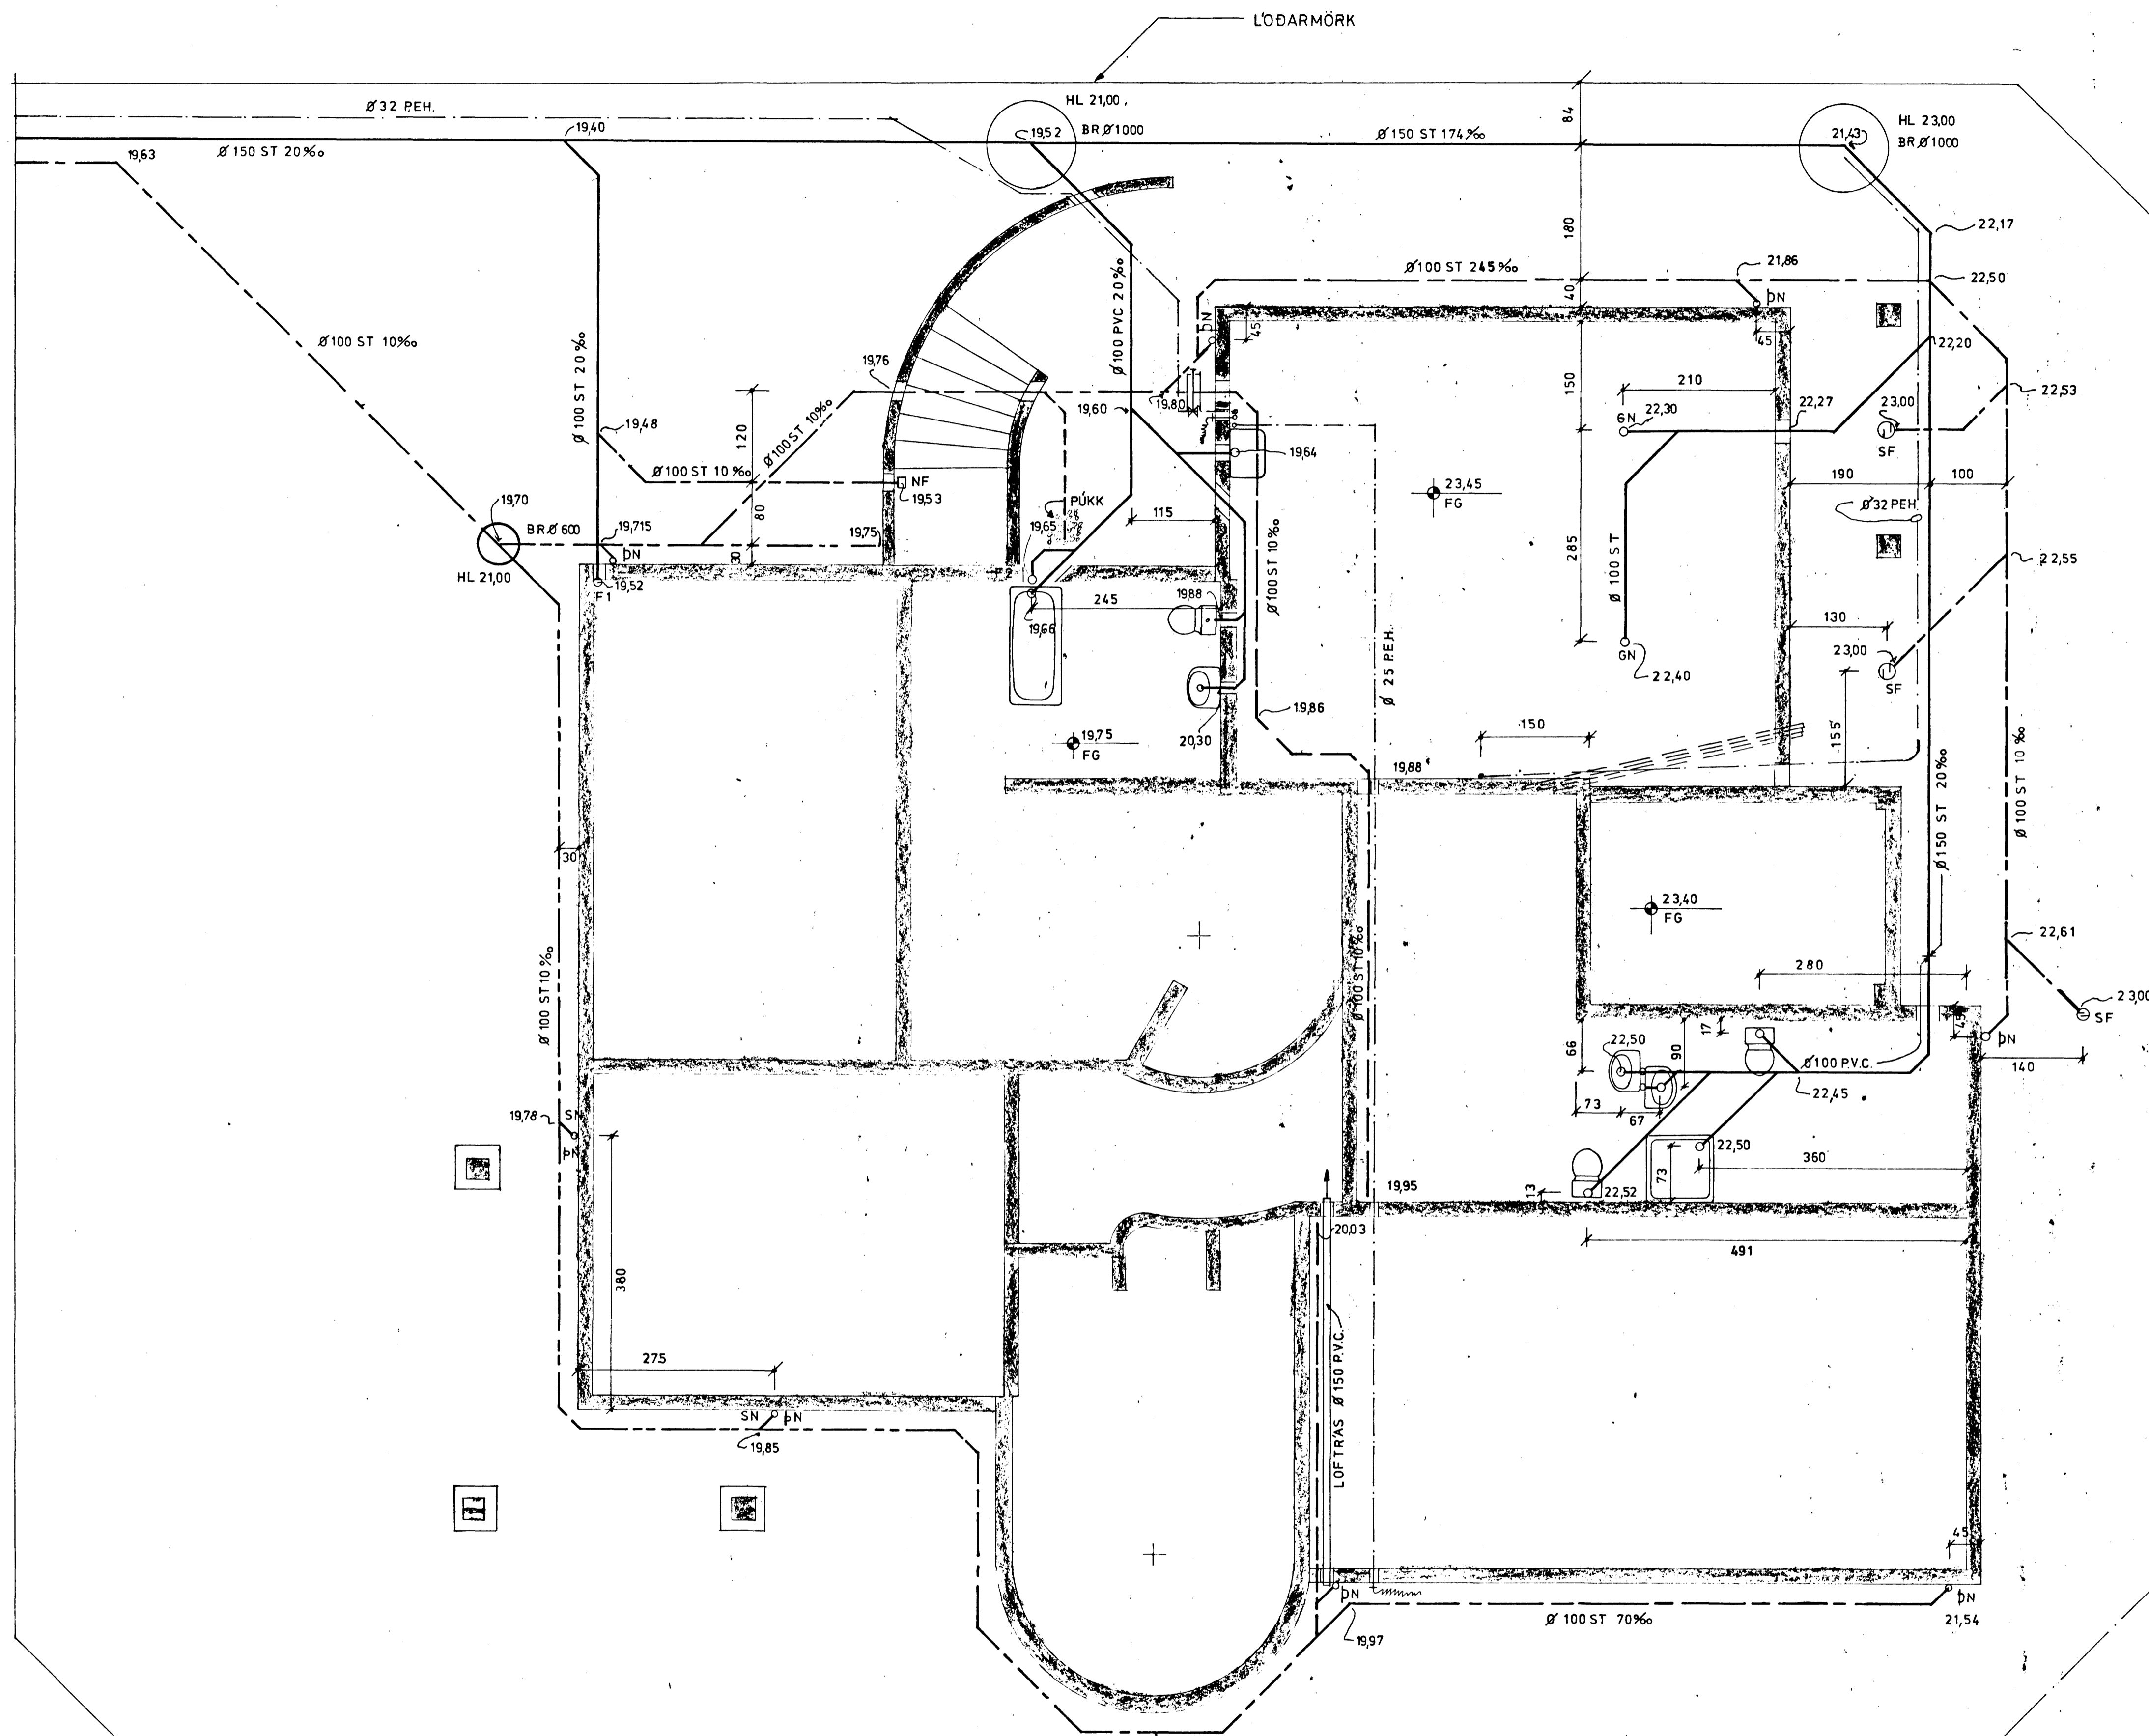 LÓÐARMÖRK
Ø 32 PEH.
HL 21,00
BR Ø 1000
19,52
19,40
Ø 150 ST 174‰
84
HL 23,00
BR Ø 1000
21,43
19,63
Ø 150 ST 20‰
22,17
180
Ø 100 ST 245‰
21,86
22,50
40
ÞN
ÞN
45
45
Ø 100 PVC 20‰
Ø 100 ST 10‰
22,20
19,76
19,80
19,60
150
210
22,53
GN
22,30
22,27
23,00
SF
Ø 100 ST 20‰
19,48
120
Ø 100 ST 10‰
Ø 100 ST 10‰
NF
19,53
19,64
23,45
FG
190
100
Ø 32 PEH
19,70
BR Ø 600
HL 21,00
19,715
ÞN
80
30
19,75
PÚKK
19,65
115
285
Ø 100 ST
22,55
F1
19,52
F2
245
19,88
19,66
Ø 100 ST 10‰
Ø 25 P.E.H.
130
23,00
SF
GN
22,40
19,86
20,30
19,75
FG
150
155
19,88
30
Ø 150 ST 20‰
Ø 100 ST 10‰
23,40
FG
22,61
280
23,00
SF
Ø 100 ST 10‰
Ø 100 ST 10‰
45
ÞN
140
66
22,50
90
17
Ø 100 P.V.C.
22,45
73
67
19,78
SN
ÞN
22,50
360
73
19,95
13
22,52
20,03
491
380
275
LOFTRÁS Ø 150 P.V.C.
SN
ÞN
19,85
45
ÞN
ÞN
21,54
Ø 100 ST 70‰
19,97